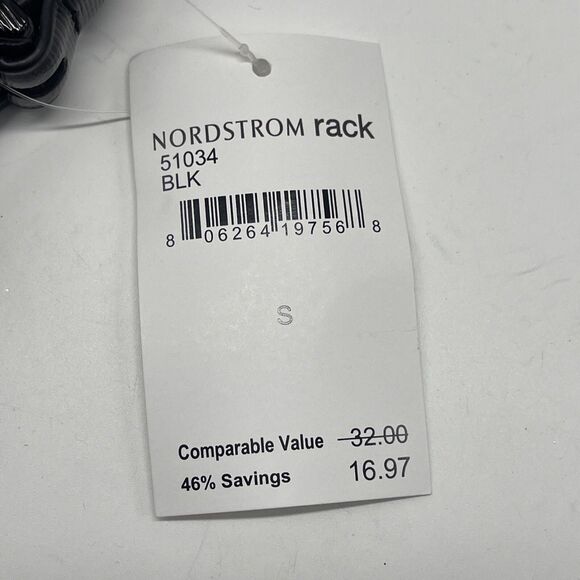 NORDSTROM rack
51034
BLK
8 06264 19756 8
S
Comparable Value 32.00
46% Savings 16.97